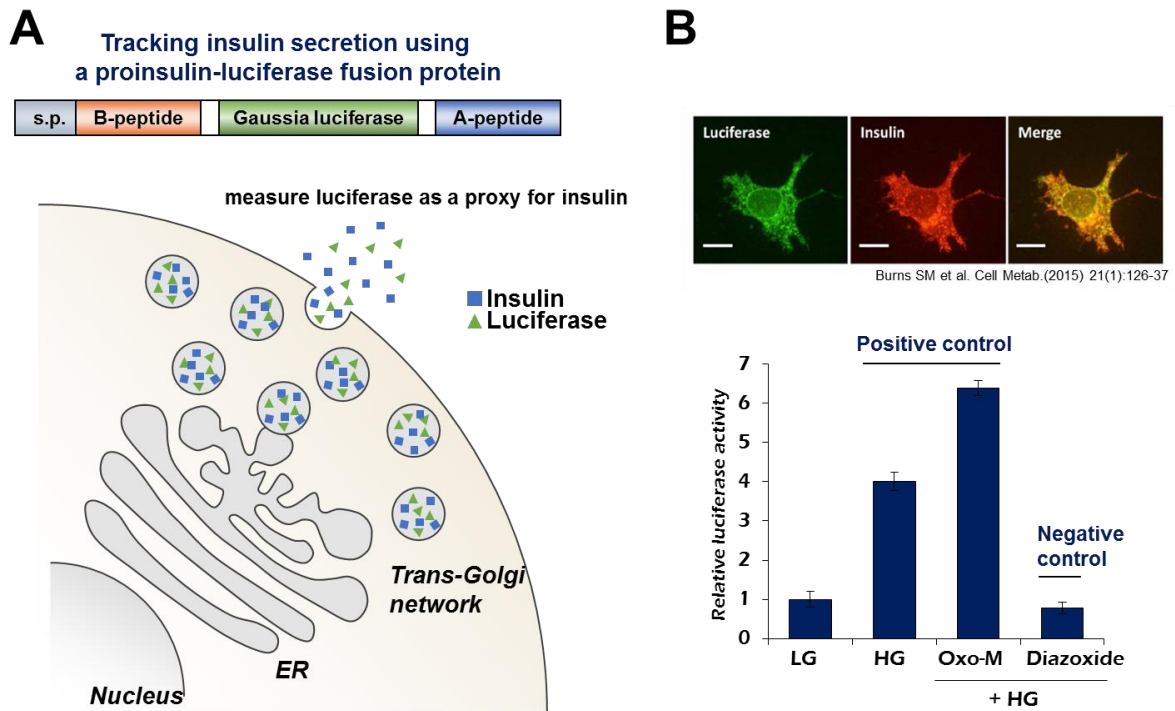 A
Tracking insulin secretion using
a proinsulin-luciferase fusion protein
s.p. B-peptide Gaussia luciferase A-peptide
measure luciferase as a proxy for insulin
Insulin
Luciferase
Trans-Golgi
network
ER
Nucleus
B
Luciferase Insulin Merge
Burns SM et al. Cell Metab.(2015) 21(1):126-37
Positive control
Negative
control
Relative luciferase activity
7
6
5
4
3
2
1
0
LG HG Oxo-M Diazoxide
+ HG